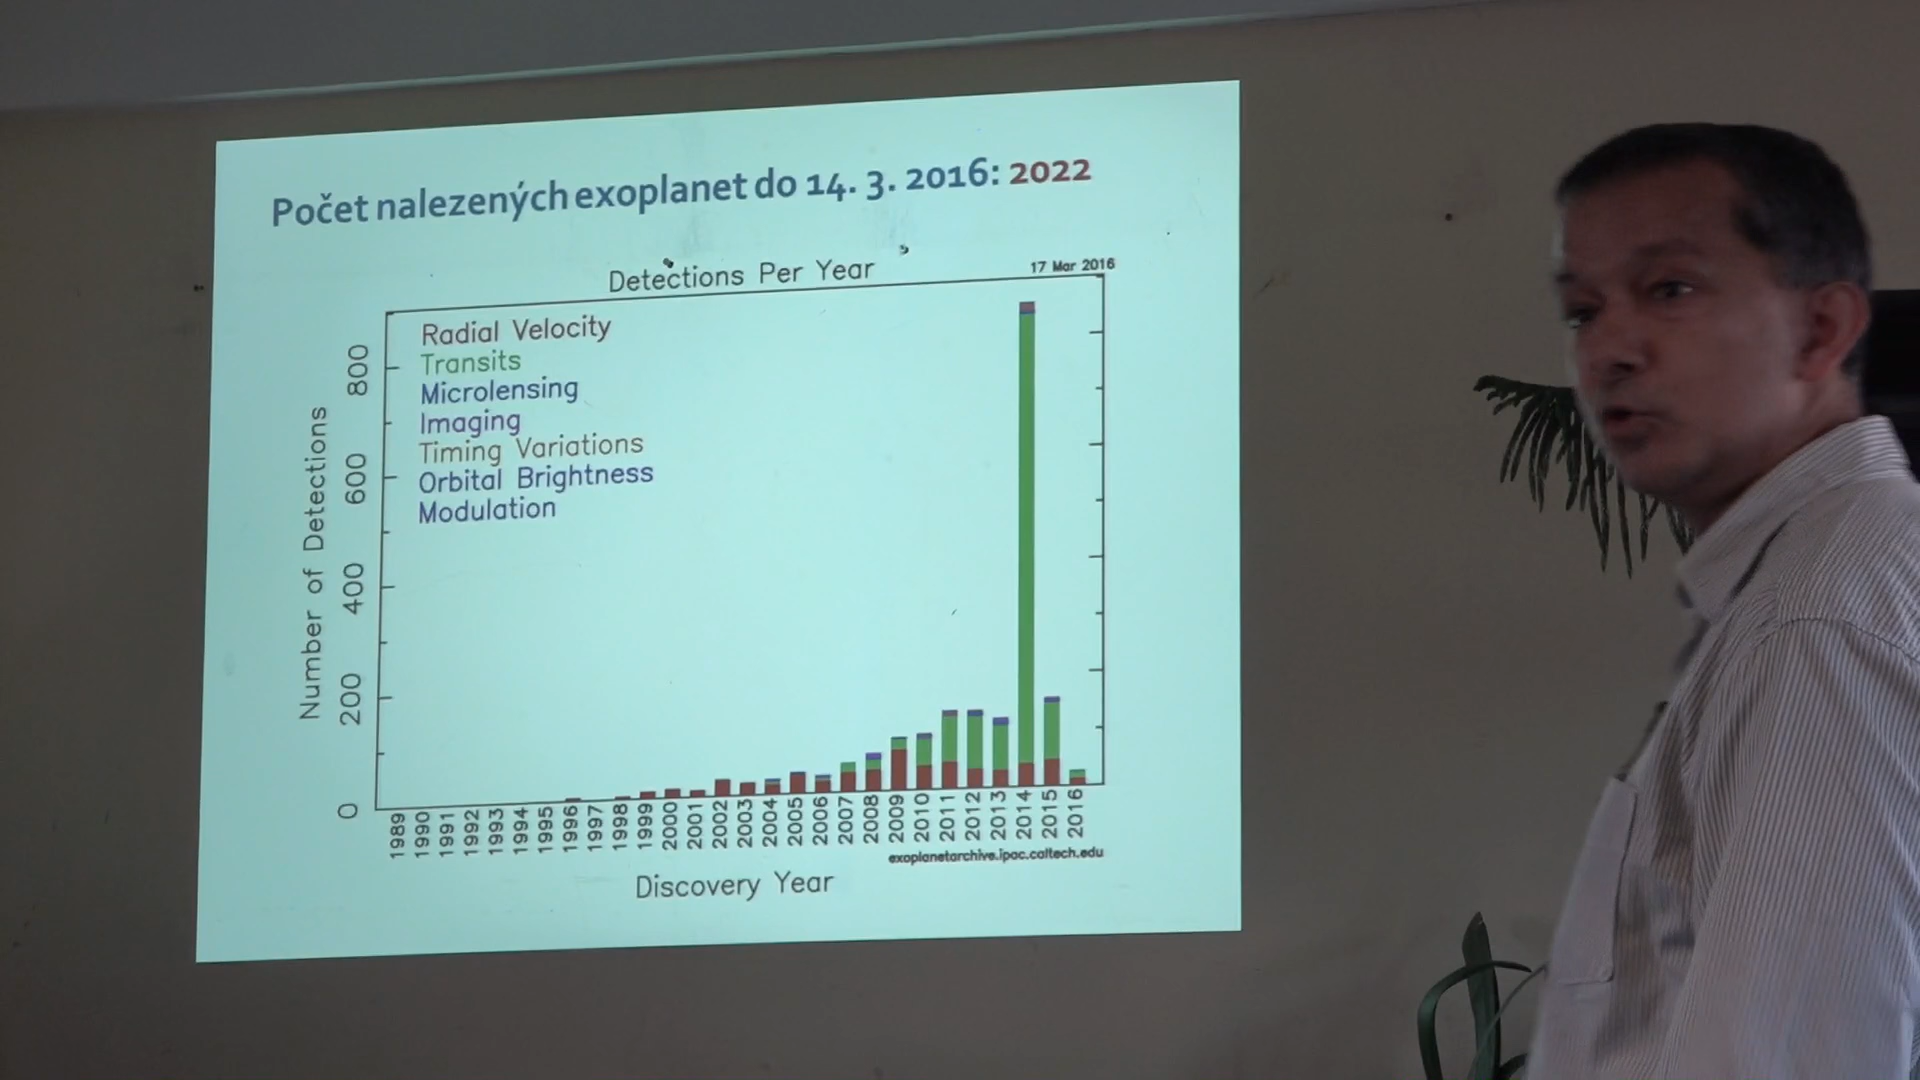 Počet nalezených exoplanet do 14. 3. 2016: 2022
Detections Per Year
17 Mar 2016
Radial Velocity
Transits
Microlensing
Imaging
Timing Variations
Orbital Brightness
Modulation
Number of Detections
800
600
400
200
0
1989 1990 1991 1992 1993 1994 1995 1996 1997 1998 1999 2000 2001 2002 2003 2004 2005 2006 2007 2008 2009 2010 2011 2012 2013 2014 2015 2016
exoplanetarchive.ipac.caltech.edu
Discovery Year